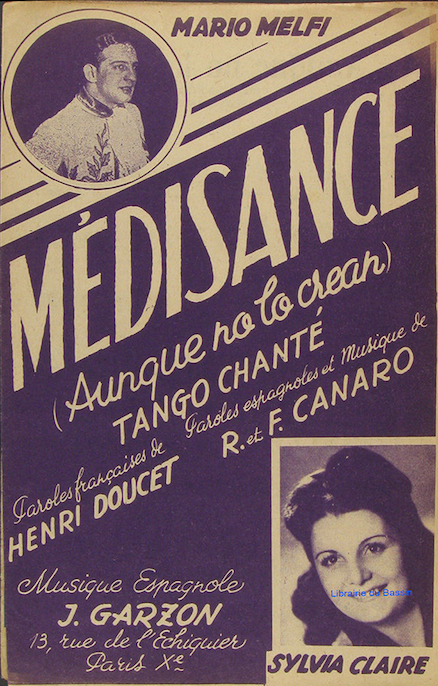 MARIO MELFI
MÉDISANCE
(Aunque no lo crean)
TANGO CHANTÉ
Paroles françaises de
HENRI DOUCET
Paroles espagnoles et Musique de
R. et F. CANARO
Musique Espagnole
J. GARZON
13, rue de l'Echiquier
Paris Xe
Librairie du Bassin
SYLVIA CLAIRE